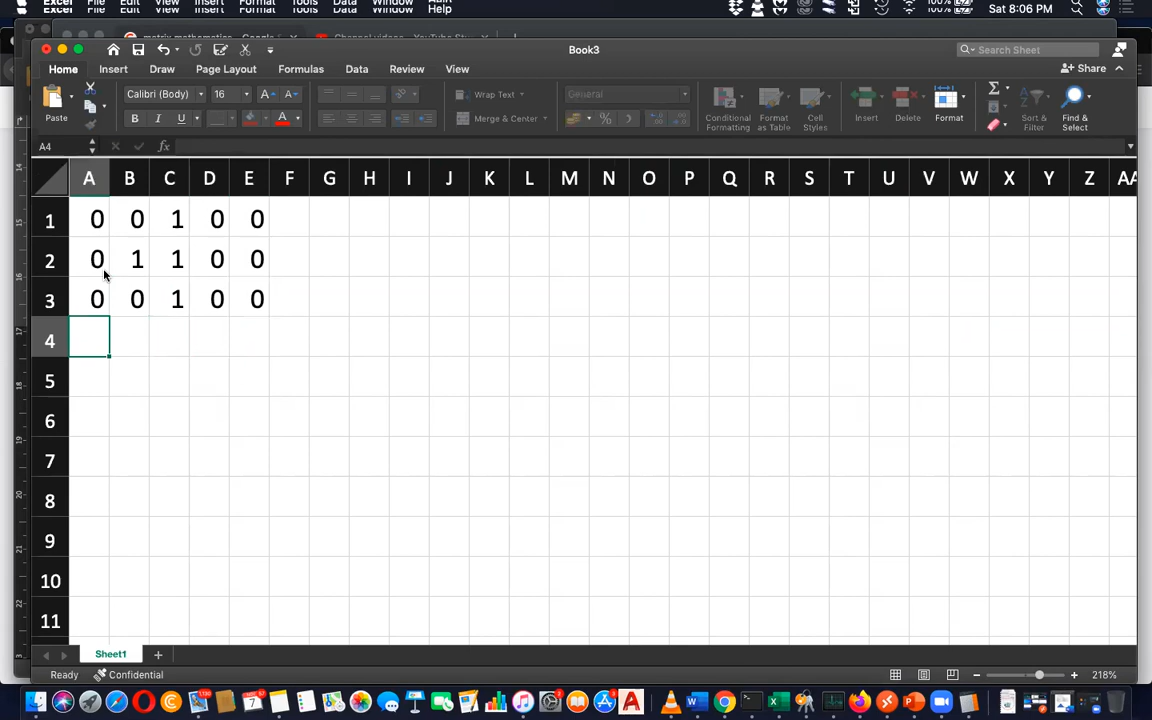 Excel File Edit View Insert Format Tools Data Window Help
100% Sat 8:06 PM
Book3
Search Sheet
Home Insert Draw Page Layout Formulas Data Review View
Share
Paste
Calibri (Body) 16
A A
B I U A
Wrap Text
Merge & Center
General
Conditional Formatting
Format as Table
Cell Styles
Insert
Delete
Format
Sort & Filter
Find & Select
A4 fx
A B C D E F G H I J K L M N O P Q R S T U V W X Y Z AA
1 0 0 1 0 0
2 0 1 1 0 0
3 0 0 1 0 0
4
5
6
7
8
9
10
11
Sheet1
Ready Confidential 218%